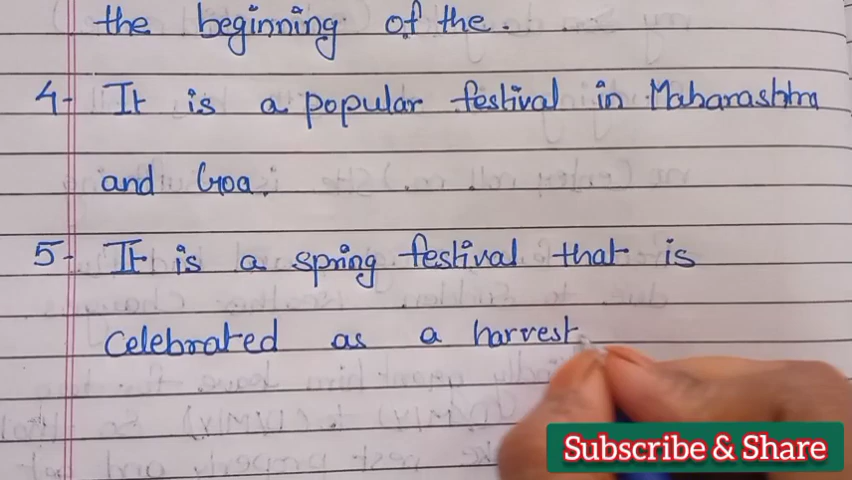 the beginning of the.
4- It is a popular festival in Maharashtra
and Goa.
5- It is a spring festival that is
celebrated as a harvest
Subscribe & Share